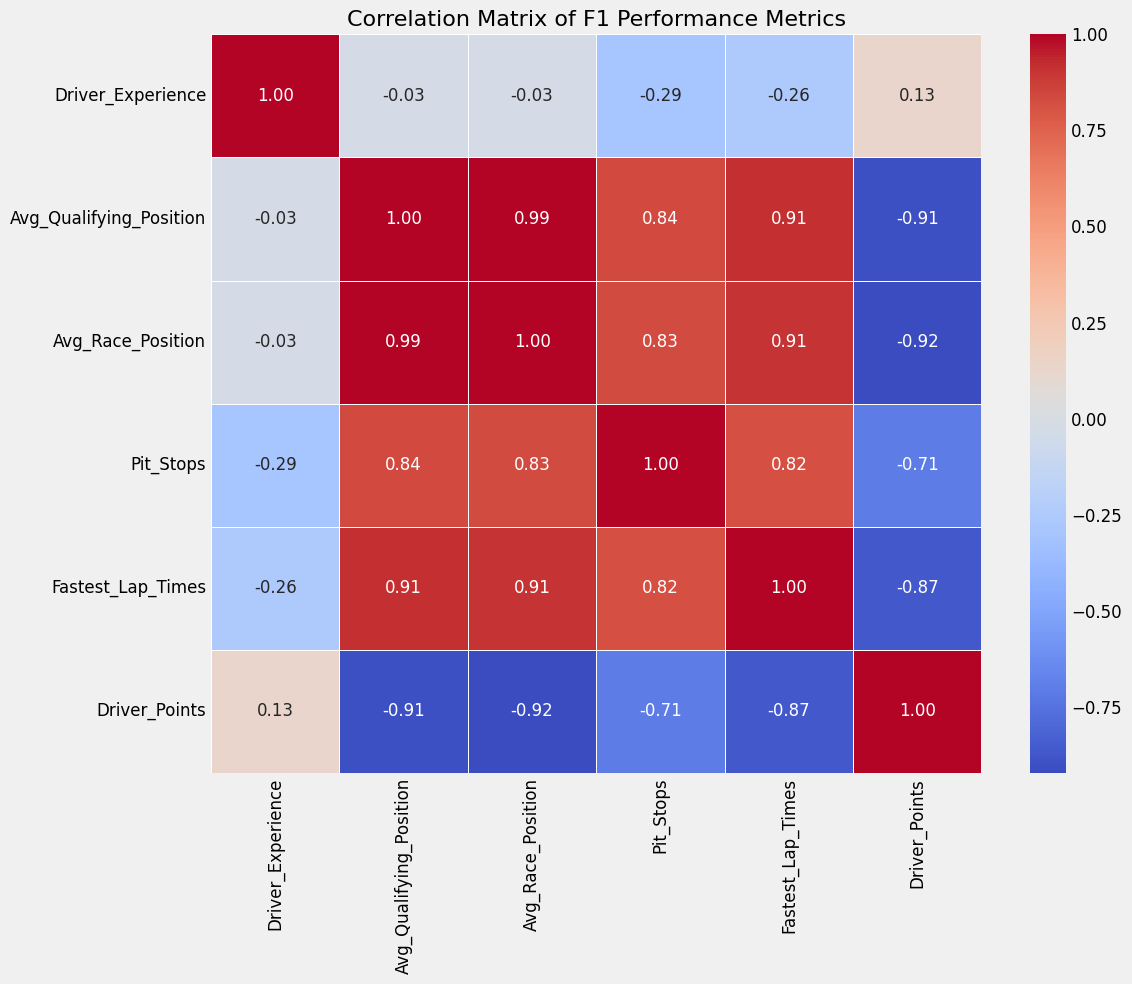 Correlation Matrix of F1 Performance Metrics
Driver_Experience 1.00 -0.03 -0.03 -0.29 -0.26 0.13
Avg_Qualifying_Position -0.03 1.00 0.99 0.84 0.91 -0.91
Avg_Race_Position -0.03 0.99 1.00 0.83 0.91 -0.92
Pit_Stops -0.29 0.84 0.83 1.00 0.82 -0.71
Fastest_Lap_Times -0.26 0.91 0.91 0.82 1.00 -0.87
Driver_Points 0.13 -0.91 -0.92 -0.71 -0.87 1.00
Driver_Experience
Avg_Qualifying_Position
Avg_Race_Position
Pit_Stops
Fastest_Lap_Times
Driver_Points
1.00
0.75
0.50
0.25
0.00
−0.25
−0.50
−0.75